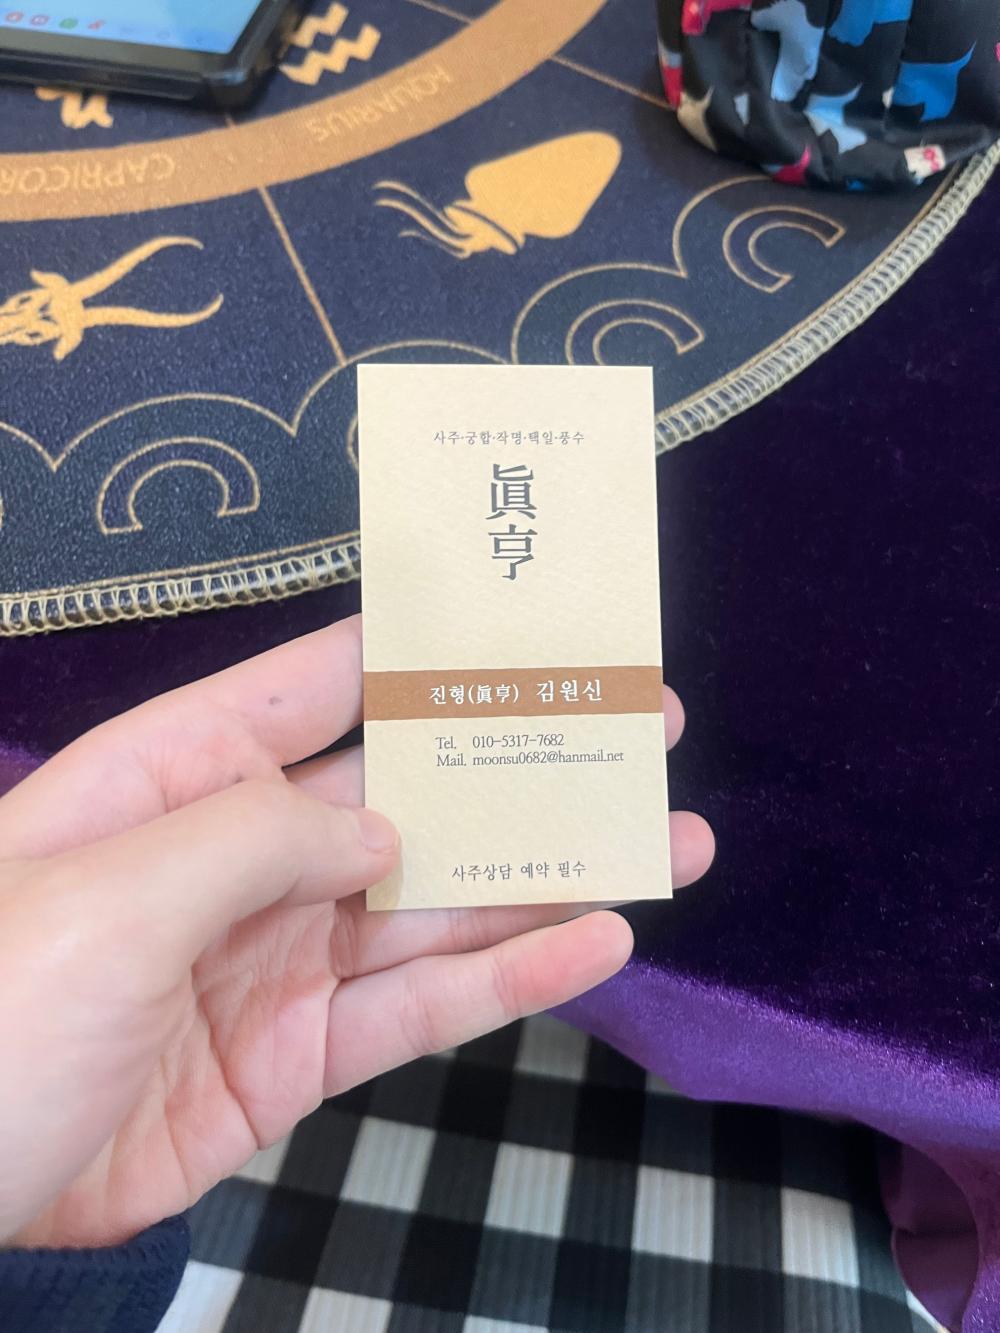 AQUARIUS
CAPRICOR
사주·궁합·작명·택일·풍수
眞
亨
진형(眞亨) 김원신
Tel. 010-5317-7682
Mail. moonsu0682@hanmail.net
사주상담 예약 필수